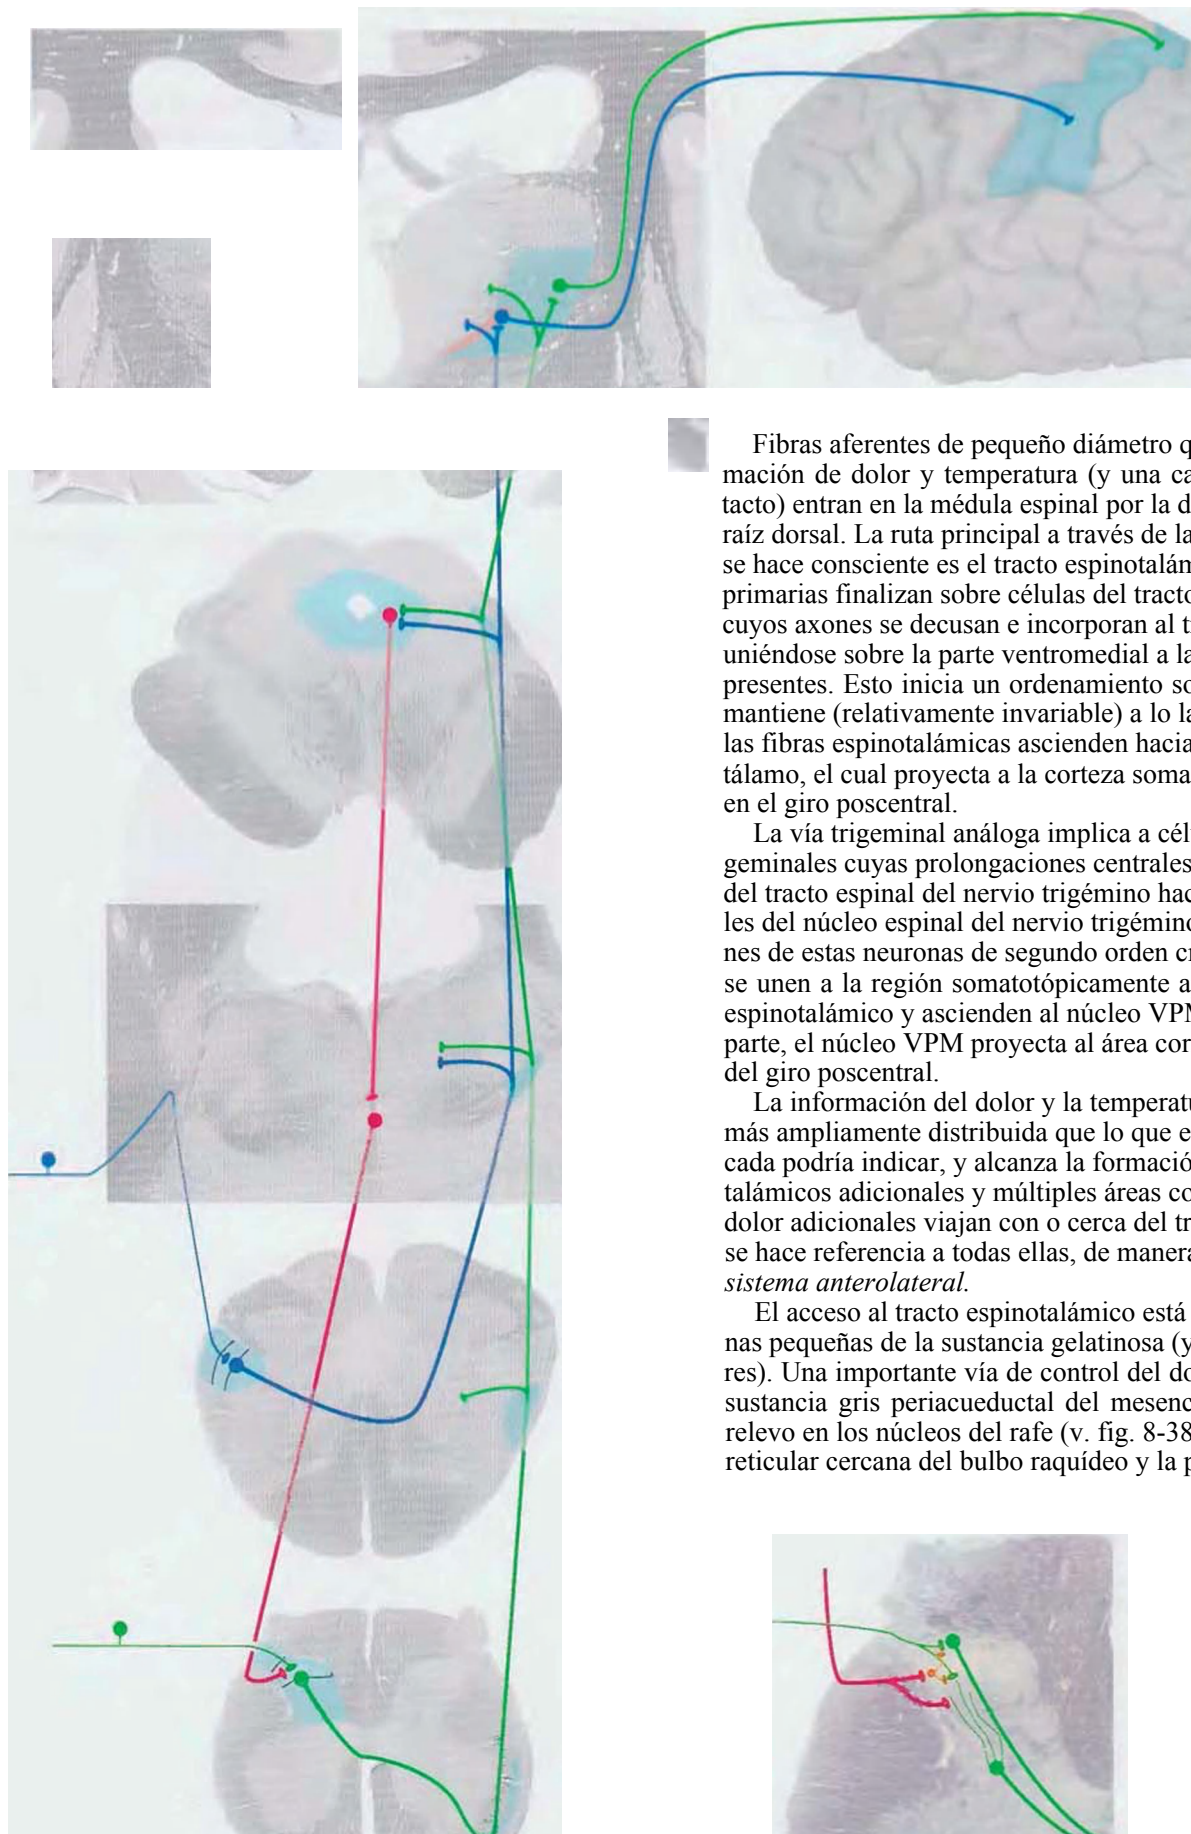 Fibras aferentes de pequeño diámetro q
mación de dolor y temperatura (y una ca
tacto) entran en la médula espinal por la d
raíz dorsal. La ruta principal a través de la
se hace consciente es el tracto espinotalám
primarias finalizan sobre células del tracto
cuyos axones se decusan e incorporan al t
uniéndose sobre la parte ventromedial a la
presentes. Esto inicia un ordenamiento so
mantiene (relativamente invariable) a lo la
las fibras espinotalámicas ascienden hacia
tálamo, el cual proyecta a la corteza soma
en el giro poscentral.
La vía trigeminal análoga implica a cél
geminales cuyas prolongaciones centrales
del tracto espinal del nervio trigémino hac
les del núcleo espinal del nervio trigémino
nes de estas neuronas de segundo orden cr
se unen a la región somatotópicamente a
espinotalámico y ascienden al núcleo VPM
parte, el núcleo VPM proyecta al área cor
del giro poscentral.
La información del dolor y la temperatu
más ampliamente distribuida que lo que e
cada podría indicar, y alcanza la formació
talámicos adicionales y múltiples áreas co
dolor adicionales viajan con o cerca del tr
se hace referencia a todas ellas, de manera
sistema anterolateral.
El acceso al tracto espinotalámico está
nas pequeñas de la sustancia gelatinosa (y
res). Una importante vía de control del do
sustancia gris periacueductal del mesenc
relevo en los núcleos del rafe (v. fig. 8-38
reticular cercana del bulbo raquídeo y la p